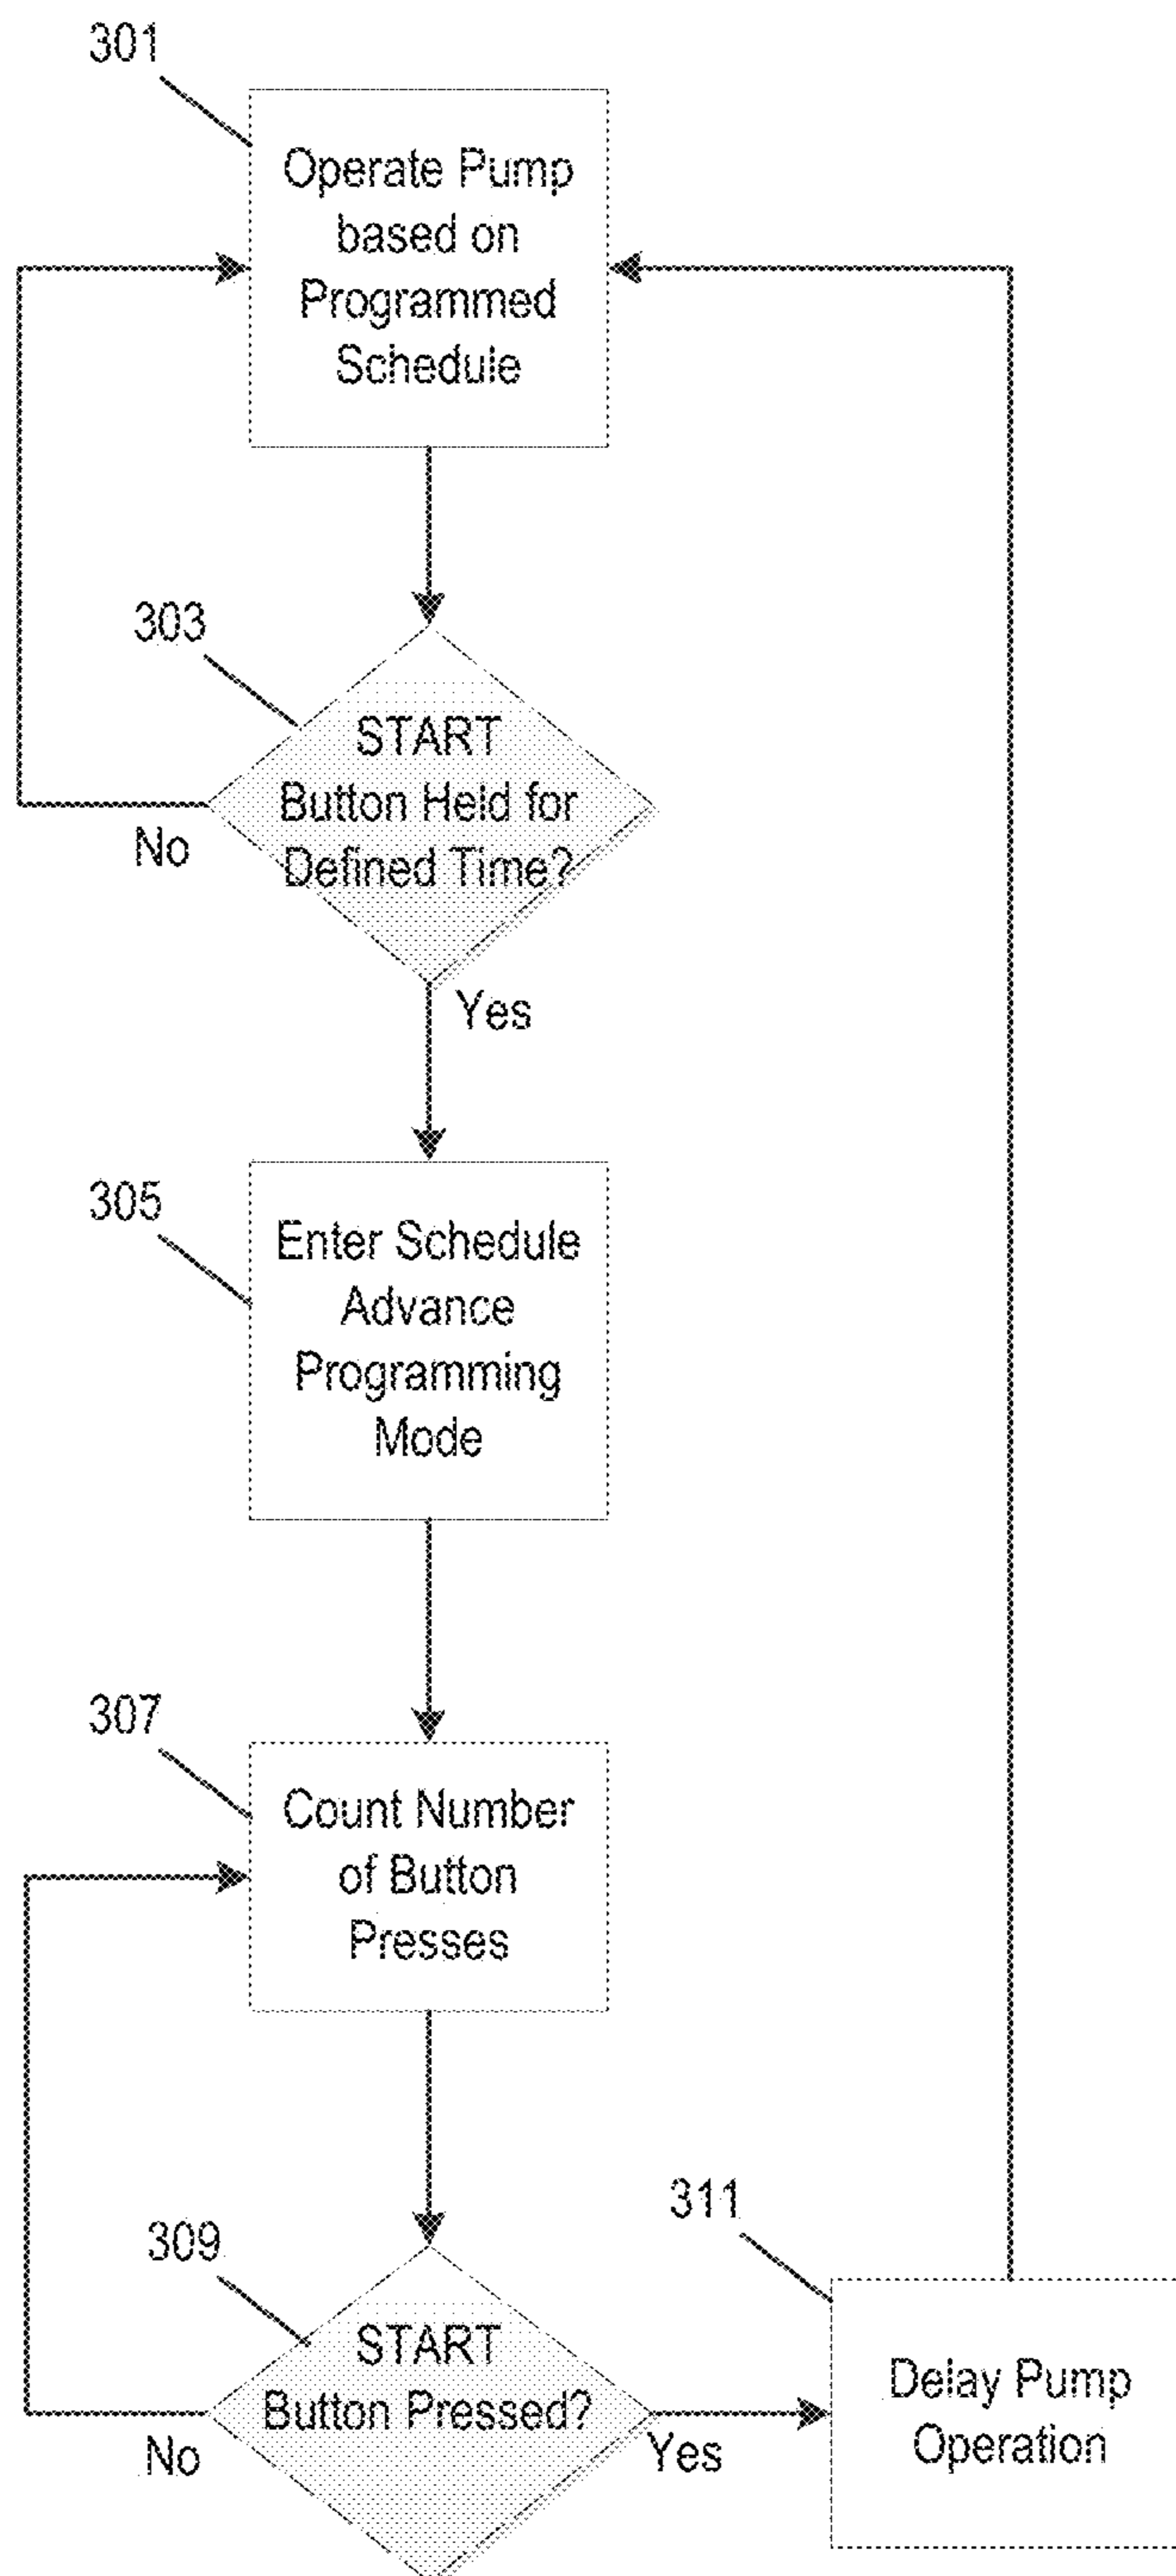 301
Operate Pump
based on
Programmed
Schedule
303
START
Button Held for
Defined Time?
No
Yes
305
Enter Schedule
Advance
Programming
Mode
307
Count Number
of Button
Presses
309
START
Button Pressed?
No
Yes
311
Delay Pump
Operation